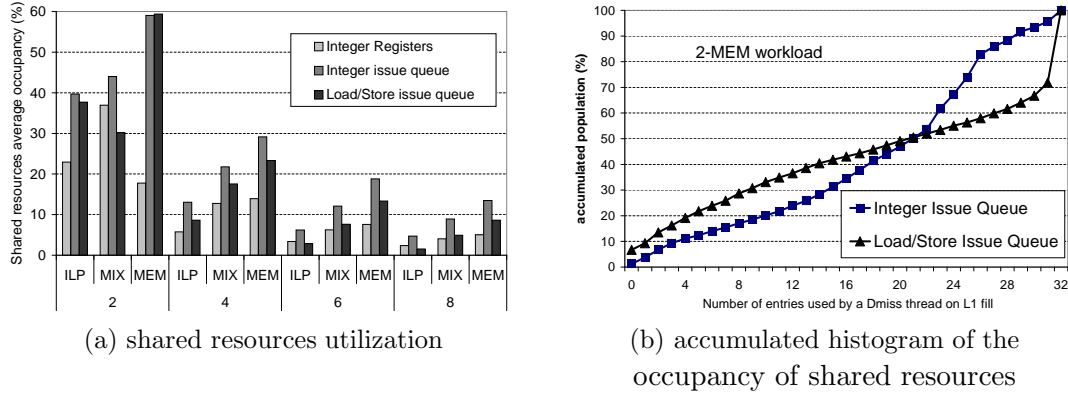 Shared resources average occupancy (%)
60
50
40
30
20
10
0
Integer Registers
Integer issue queue
Load/Store issue queue
ILP MIX MEM ILP MIX MEM ILP MIX MEM ILP MIX MEM
2 4 6 8
(a) shared resources utilization
accumulated population (%)
100
90
80
70
60
50
40
30
20
10
0
2-MEM workload
Integer Issue Queue
Load/Store Issue Queue
0 4 8 12 16 20 24 28 32
Number of entries used by a Dmiss thread on L1 fill
(b) accumulated histogram of the
occupancy of shared resources